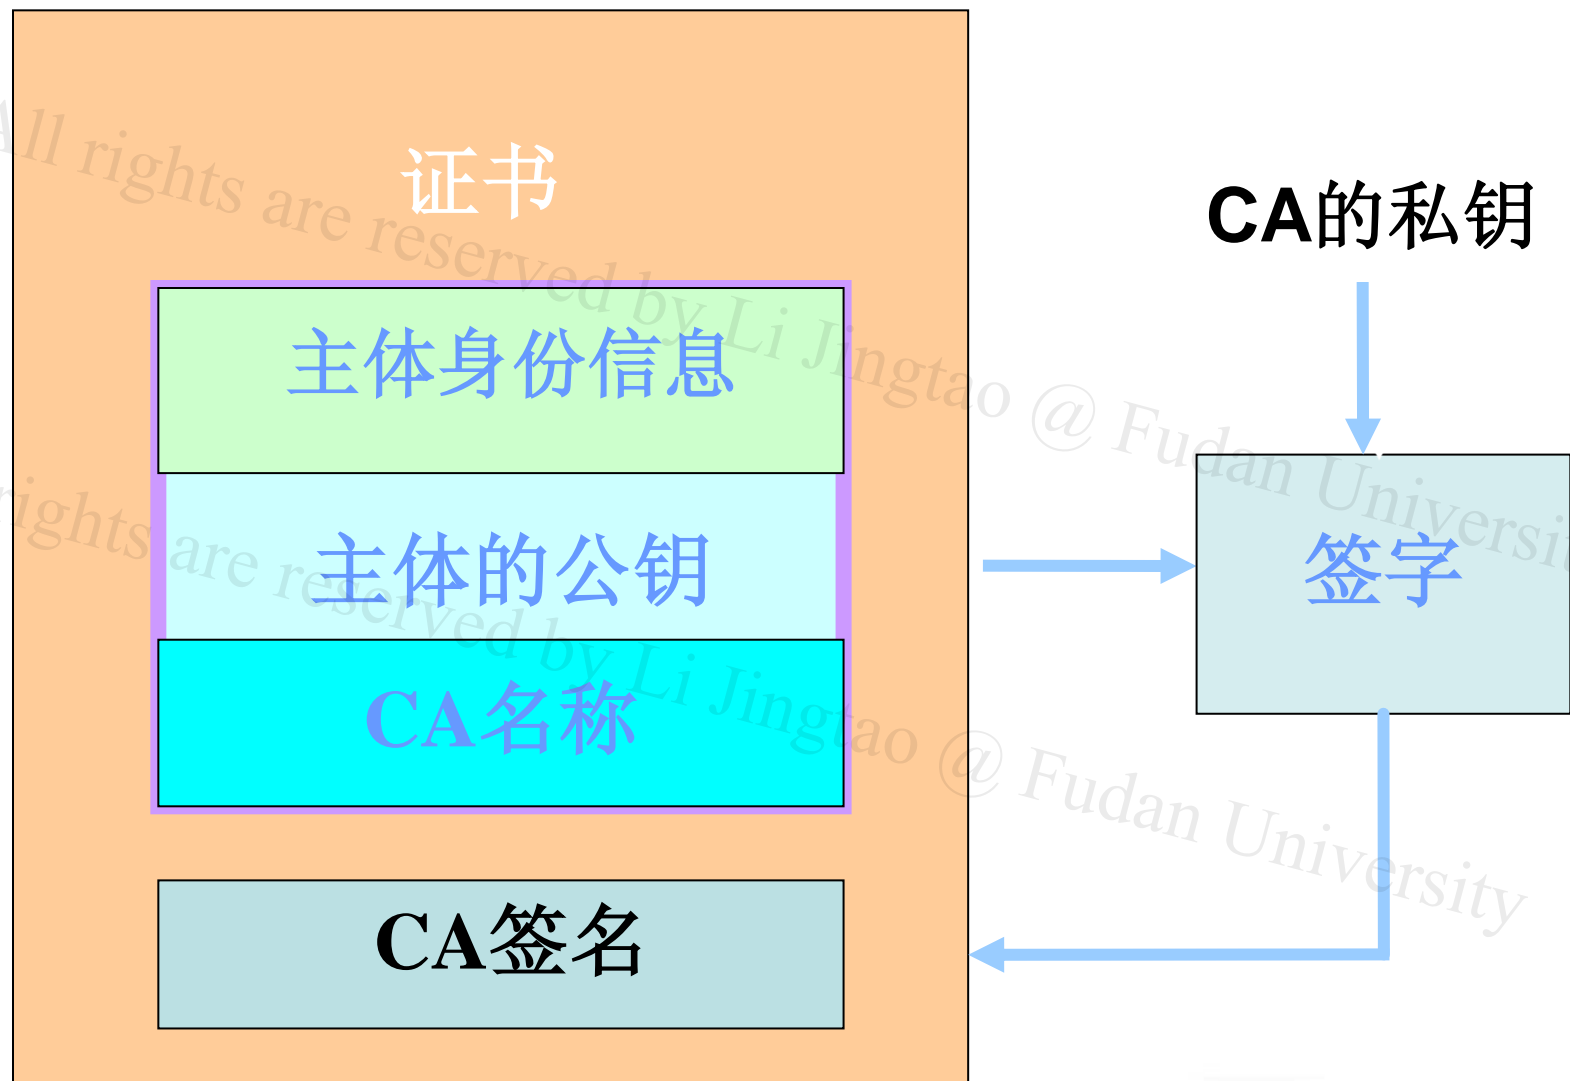 证书
CA的私钥
主体身份信息
主体的公钥
签字
CA名称
CA签名
All rights are reserved by Li Jingtao @ Fudan University
rights are reserved by Li Jingtao @ Fudan University